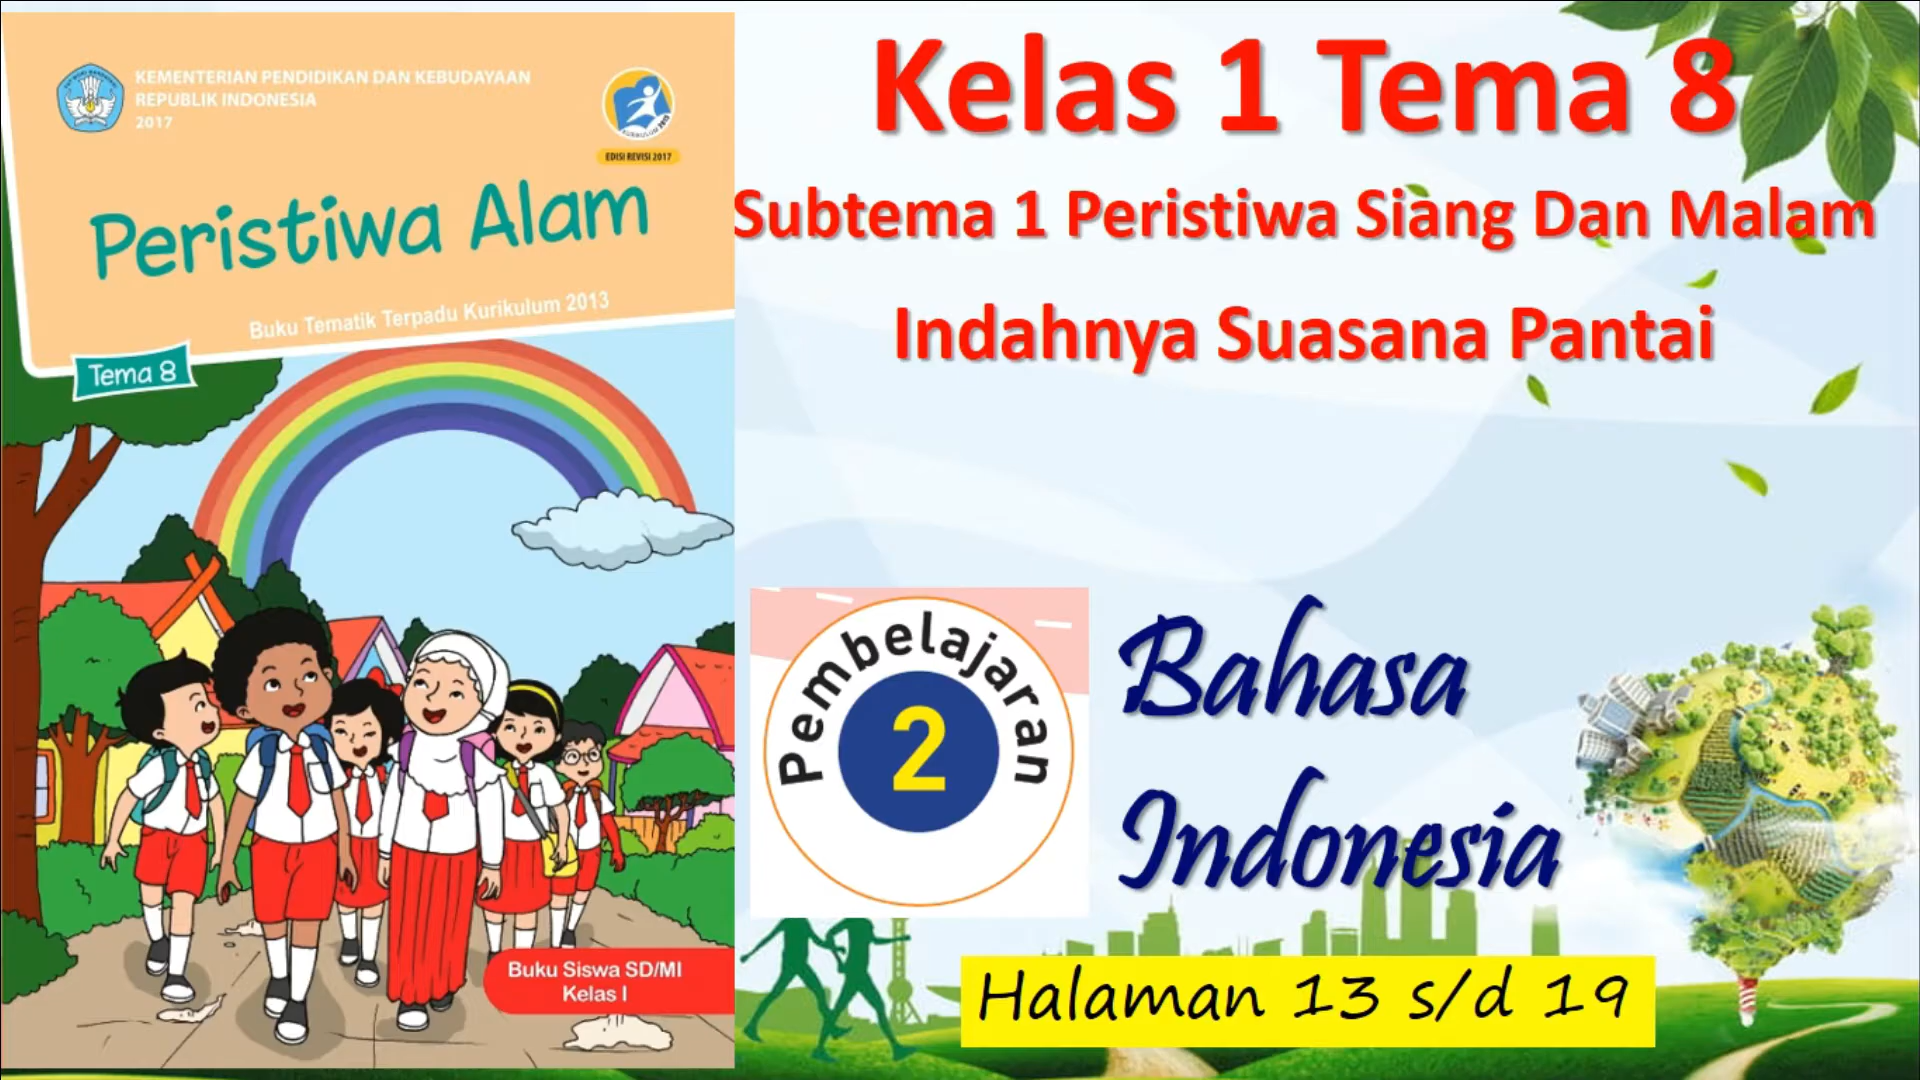 KEMENTERIAN PENDIDIKAN DAN KEBUDAYAAN
REPUBLIK INDONESIA
2017
KURIKULUM 2013
EDISI REVISI 2017
Peristiwa Alam
Buku Tematik Terpadu Kurikulum 2013
Tema 8
Buku Siswa SD/MI
Kelas I
Kelas 1 Tema 8
Subtema 1 Peristiwa Siang Dan Malam
Indahnya Suasana Pantai
Pembelajaran
2
Bahasa
Indonesia
Halaman 13 s/d 19